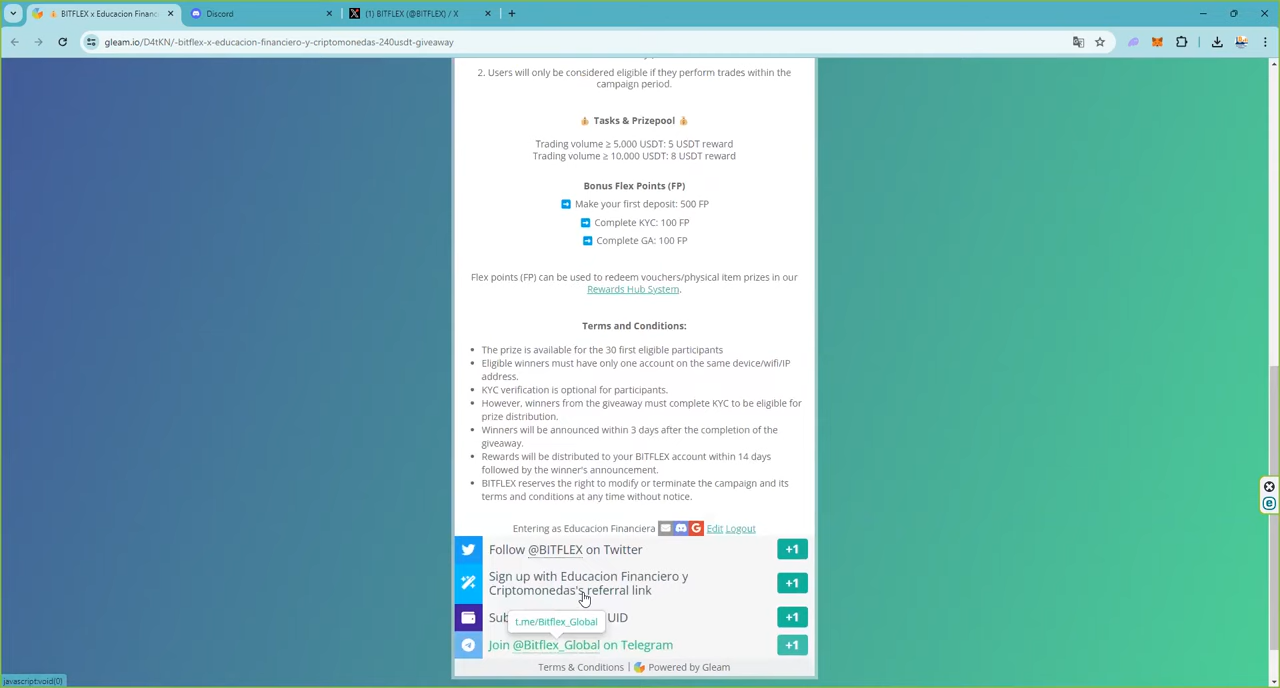 BITFLEX x Educacion Financ
Discord
(1) BITFLEX (@BITFLEX) / X
gleam.io/D4tKN/-bitflex-x-educacion-financiero-y-criptomonedas-240usdt-giveaway
2. Users will only be considered eligible if they perform trades within the
campaign period.
Tasks & Prizepool
Trading volume ≥ 5,000 USDT: 5 USDT reward
Trading volume ≥ 10,000 USDT: 8 USDT reward
Bonus Flex Points (FP)
Make your first deposit: 500 FP
Complete KYC: 100 FP
Complete GA: 100 FP
Flex points (FP) can be used to redeem vouchers/physical item prizes in our
Rewards Hub System.
Terms and Conditions:
• The prize is available for the 30 first eligible participants
• Eligible winners must have only one account on the same device/wifi/IP
address.
• KYC verification is optional for participants.
• However, winners from the giveaway must complete KYC to be eligible for
prize distribution.
• Winners will be announced within 3 days after the completion of the
giveaway.
• Rewards will be distributed to your BITFLEX account within 14 days
followed by the winner's announcement.
• BITFLEX reserves the right to modify or terminate the campaign and its
terms and conditions at any time without notice.
Entering as Educacion Financiera G Edit Logout
Follow @BITFLEX on Twitter +1
Sign up with Educacion Financiero y
Criptomonedas's referral link +1
UID +1
t.me/Bitflex_Global
Join @Bitflex_Global on Telegram +1
Terms & Conditions | Powered by Gleam
javascript:void(0)